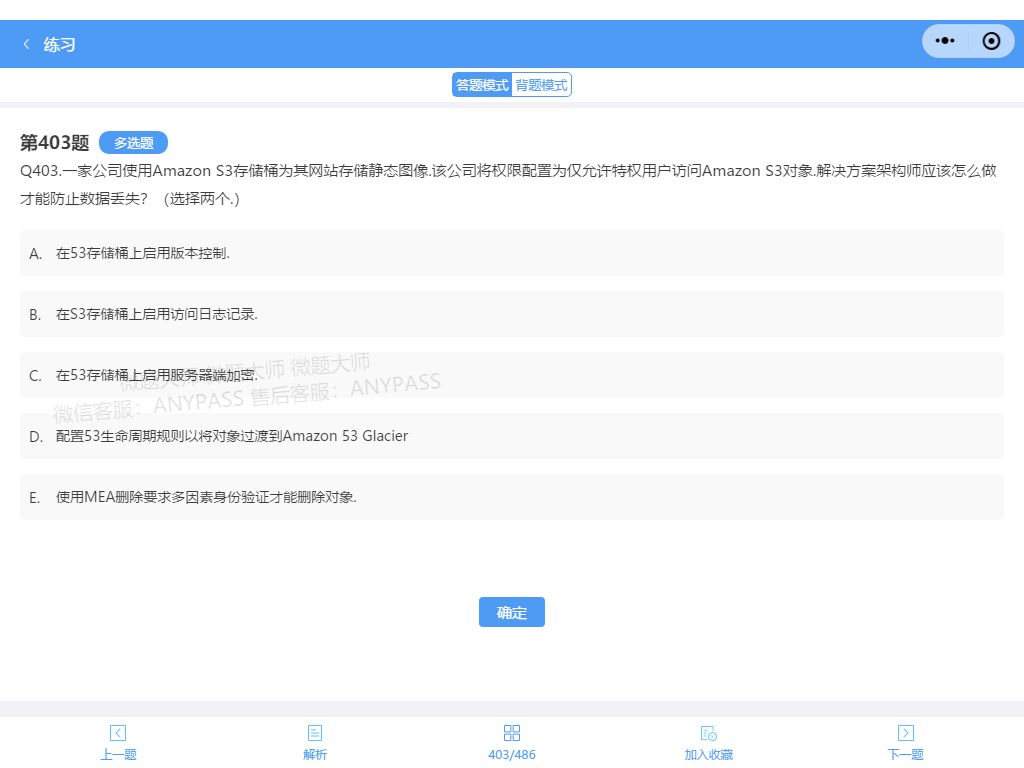 练习
答题模式 背题模式
第403题 多选题
Q403.一家公司使用Amazon S3存储桶为其网站存储静态图像.该公司将权限配置为仅允许特权用户访问Amazon S3对象.解决方案架构师应该怎么做
才能防止数据丢失？（选择两个.）
A. 在53存储桶上启用版本控制.
B. 在S3存储桶上启用访问日志记录.
C. 在53存储桶上启用服务器端加密.
微题大师 微题大师 微题大师
微信客服：ANYPASS 售后客服：ANYPASS
D. 配置53生命周期规则以将对象过渡到Amazon 53 Glacier
E. 使用MEA删除要求多因素身份验证才能删除对象.
确定
上一题 解析 403/486 加入收藏 下一题